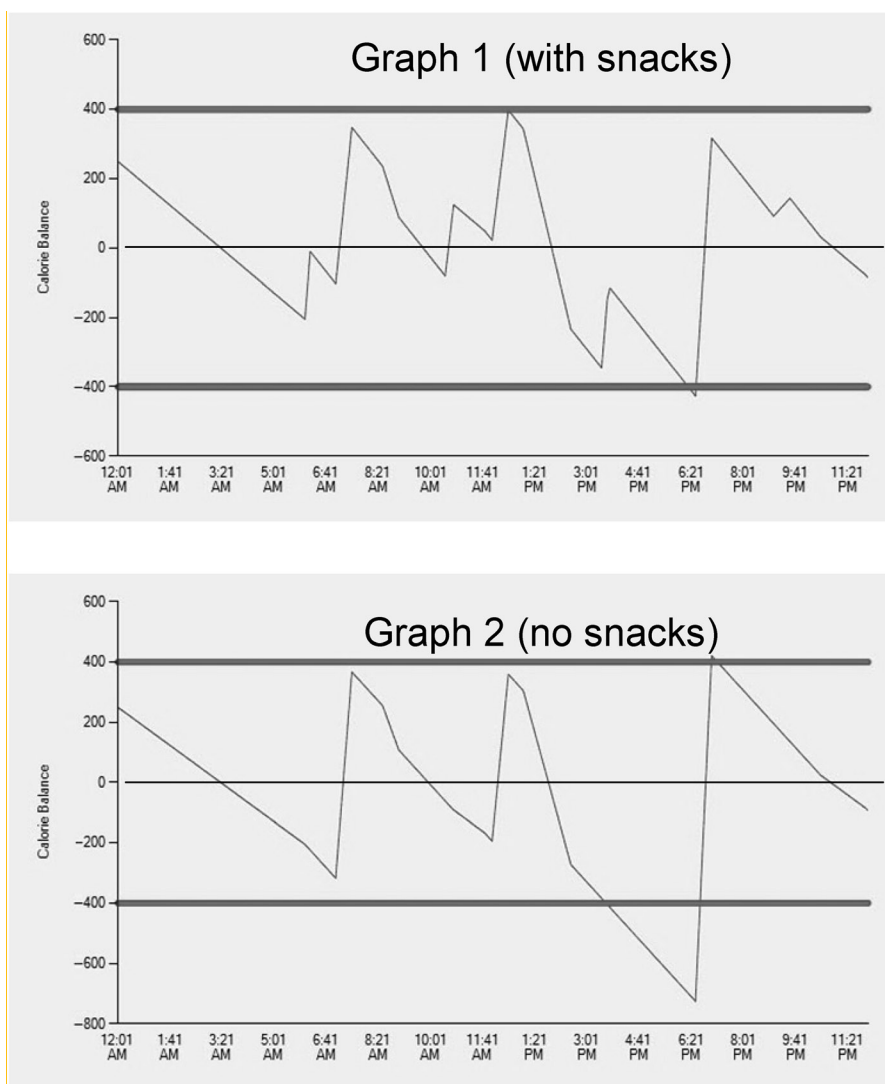 Graph 1 (with snacks)
600
400
200
0
−200
−400
−600
Calorie Balance
12:01 AM
1:41 AM
3:21 AM
5:01 AM
6:41 AM
8:21 AM
10:01 AM
11:41 AM
1:21 PM
3:01 PM
4:41 PM
6:21 PM
8:01 PM
9:41 PM
11:21 PM
Graph 2 (no snacks)
600
400
200
0
−200
−400
−600
−800
Calorie Balance
12:01 AM
1:41 AM
3:21 AM
5:01 AM
6:41 AM
8:21 AM
10:01 AM
11:41 AM
1:21 PM
3:01 PM
4:41 PM
6:21 PM
8:01 PM
9:41 PM
11:21 PM